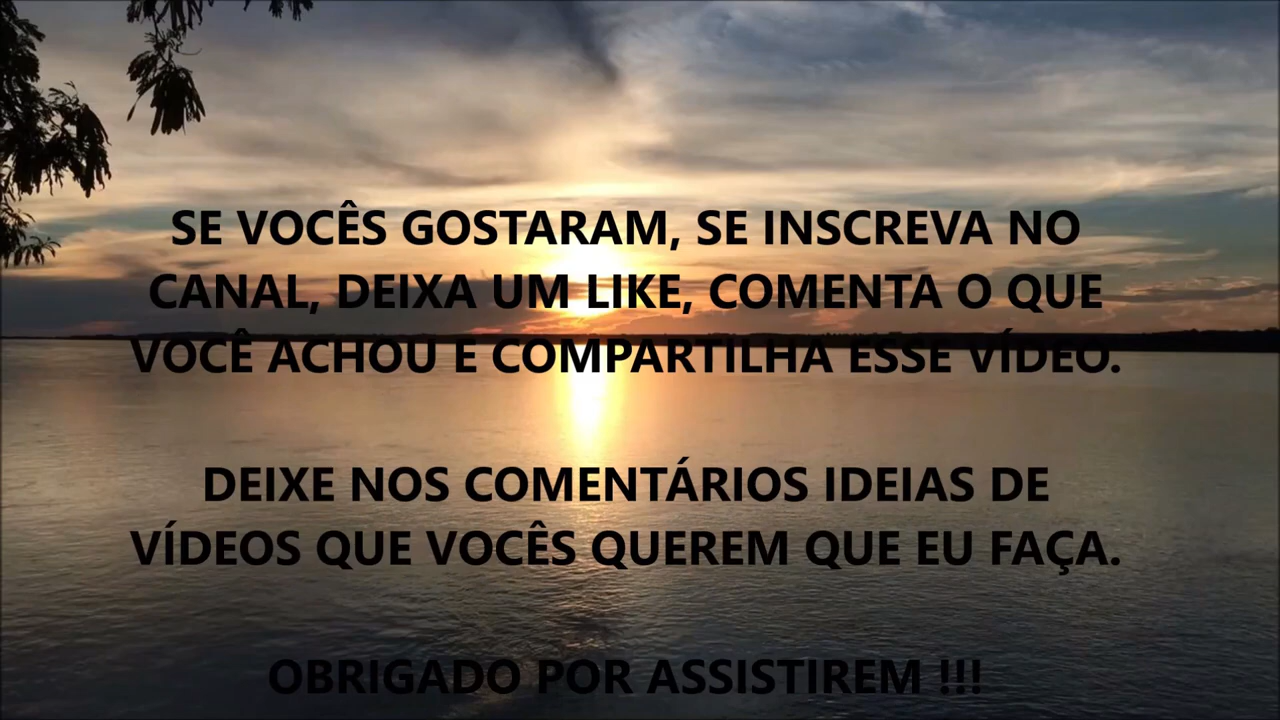 SE VOCÊS GOSTARAM, SE INSCREVA NO
CANAL, DEIXA UM LIKE, COMENTA O QUE
VOCÊ ACHOU E COMPARTILHA ESSE VÍDEO.
DEIXE NOS COMENTÁRIOS IDEIAS DE
VÍDEOS QUE VOCÊS QUEREM QUE EU FAÇA.
OBRIGADO POR ASSISTIREM !!!